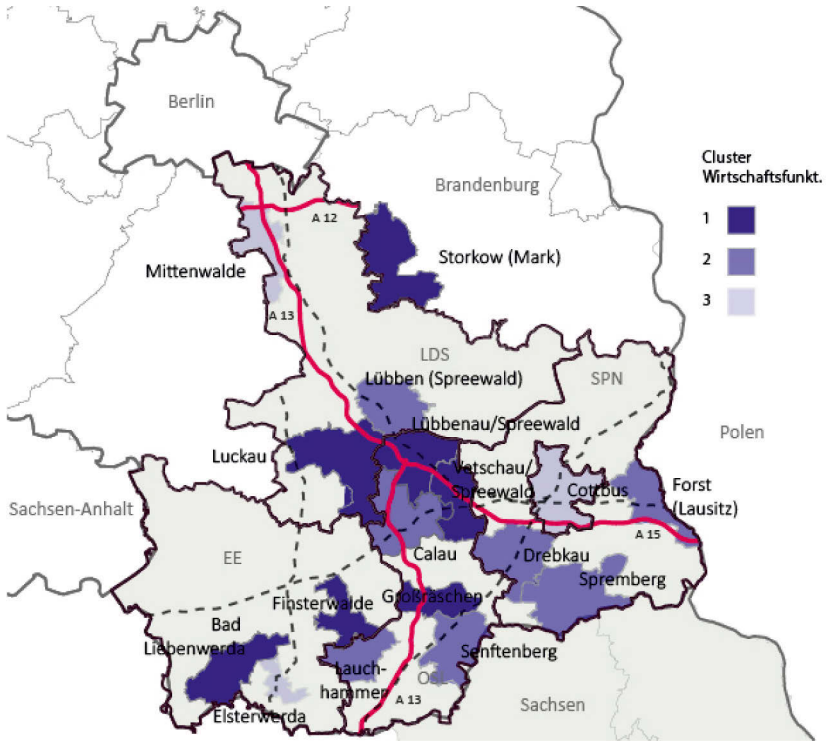 Berlin
Brandenburg
Cluster
Wirtschaftsfunkt.
1
2
3
A 12
Storkow (Mark)
Mittenwalde
A 13
LDS
Lübben (Spreewald)
SPN
Lübbenau/Spreewald
Polen
Luckau
Vetschau/
Spreewald
Cottbus
Forst
(Lausitz)
Sachsen-Anhalt
A 15
EE
Calau
Drebkau
Spremberg
Finsterwalde
Großräschen
Bad
Liebenwerda
Senftenberg
Lauch-
hammer
OSL
A 13
Elsterwerda
Sachsen